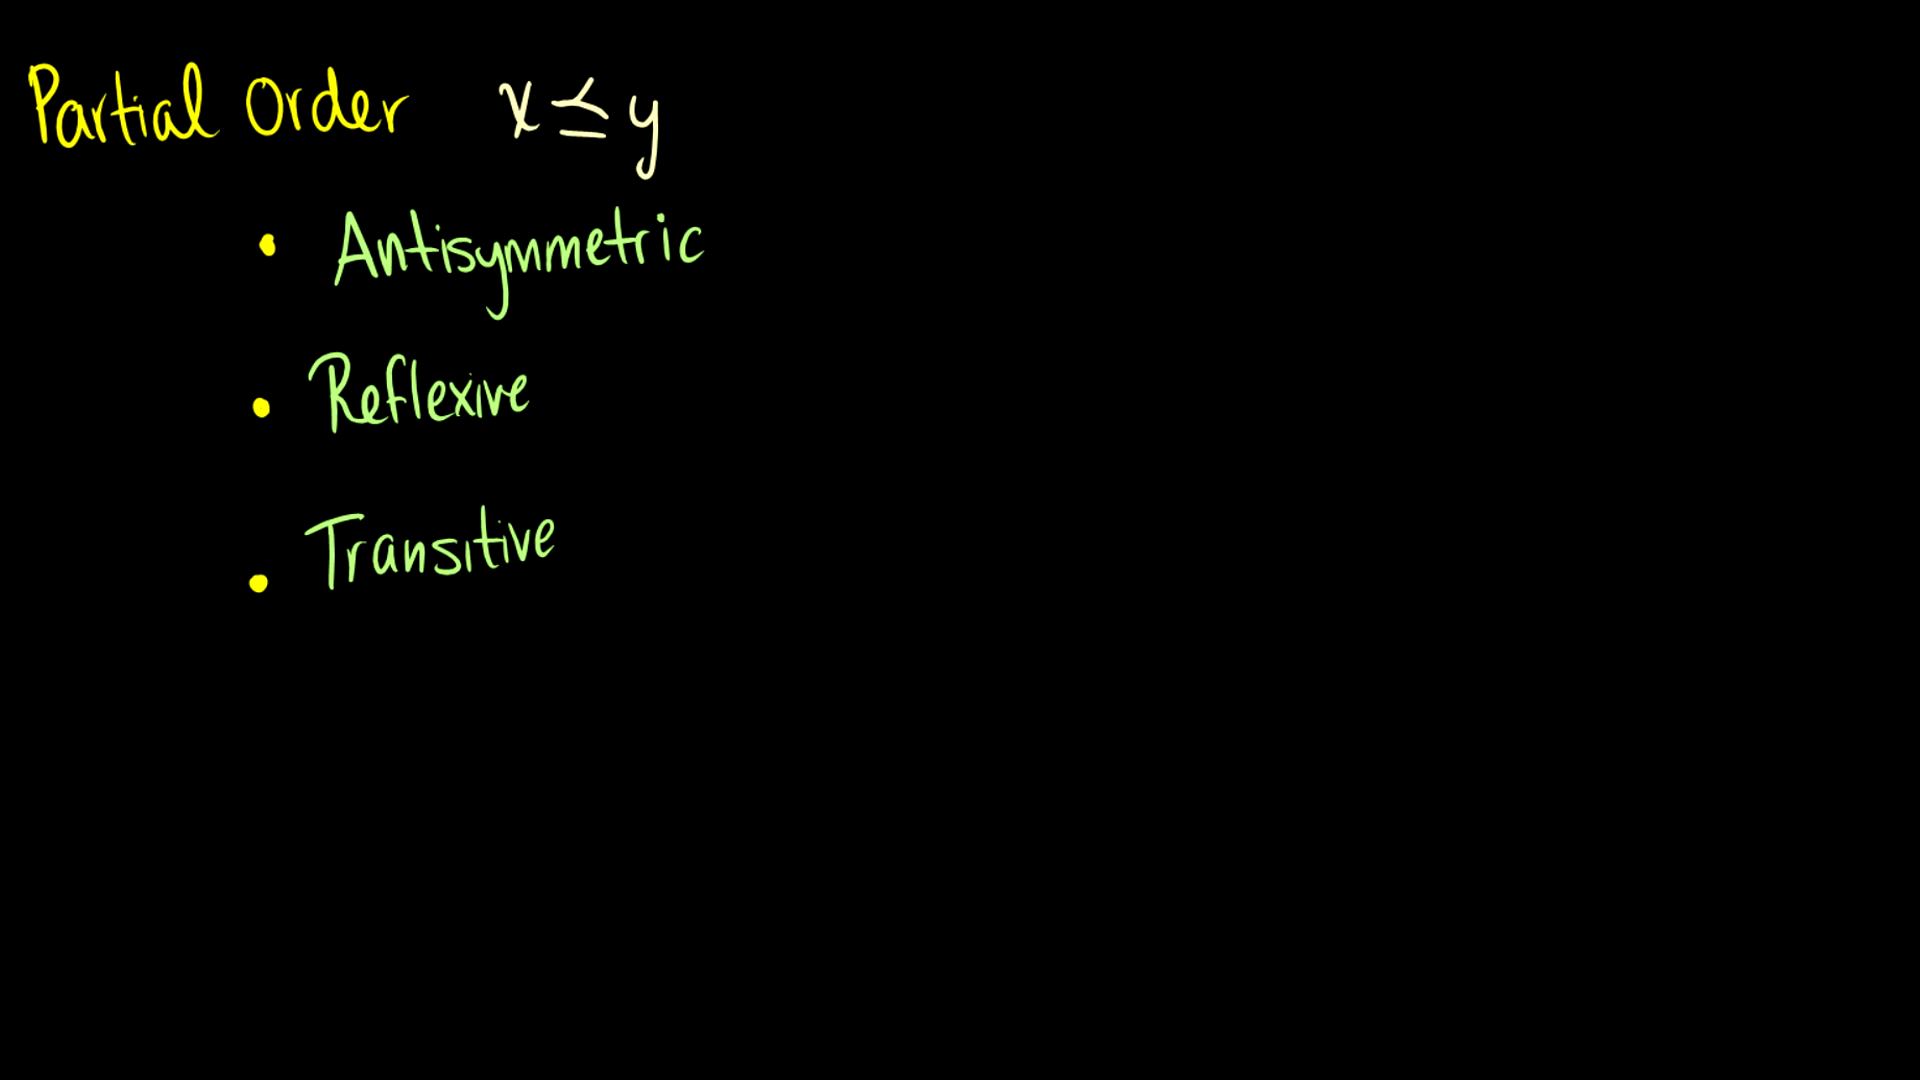 Partial Order x ⪯ y
• Antisymmetric
• Reflexive
• Transitive